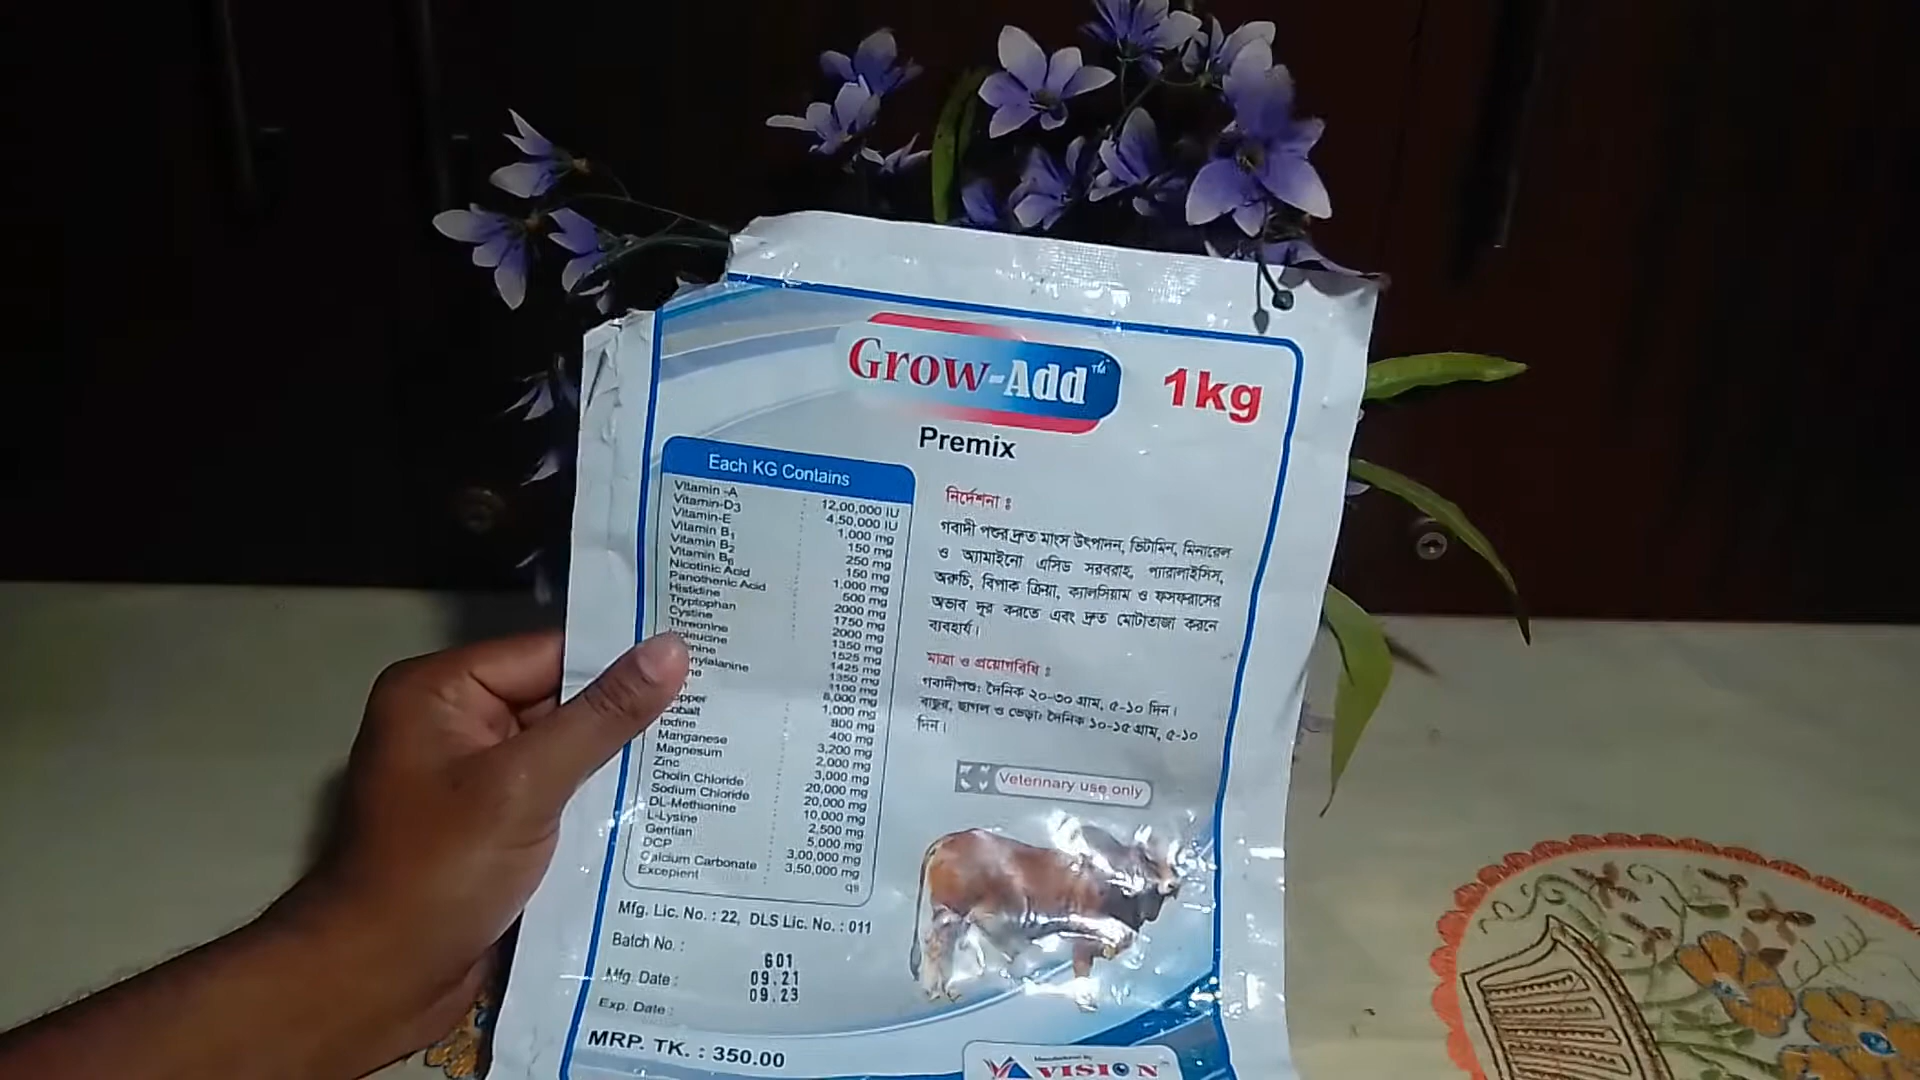 Grow-Add™
1kg
Premix
Each KG Contains
Vitamin -A : 12,00,000 IU
Vitamin-D3 : 4,50,000 IU
Vitamin-E : 1,000 mg
Vitamin B1 : 150 mg
Vitamin B2 : 250 mg
Vitamin B6 : 150 mg
Nicotinic Acid : 1,000 mg
Panothenic Acid : 500 mg
Histidine : 2000 mg
Tryptophan : 1750 mg
Cystine : 2000 mg
Threonine : 1350 mg
1525 mg
1425 mg
1350 mg
1100 mg
8,000 mg
1,000 mg
Iodine : 800 mg
Manganese : 400 mg
Magnesum : 3,200 mg
Zinc : 2,000 mg
Cholin Chloride : 3,000 mg
Sodium Chloride : 20,000 mg
DL-Methionine : 20,000 mg
L-Lysine : 10,000 mg
Gentian : 2,500 mg
DCP : 5,000 mg
Calcium Carbonate : 3,00,000 mg
Excepient : 3,50,000 mg
qs
নির্দেশনা ঃ
গবাদী পশুর দ্রুত মাংস উৎপাদন, ভিটামিন, মিনারেল
ও অ্যামাইনো এসিড সরবরাহ, প্যারালাইসিস,
অরুচি, বিপাক ক্রিয়া, ক্যালসিয়াম ও ফসফরাসের
অভাব দূর করতে এবং দ্রুত মোটাতাজা করনে
ব্যবহার্য।
মাত্রা ও প্রয়োগবিধি ঃ
গবাদীপশু: দৈনিক ২০-৩০ গ্রাম, ৫-১০ দিন।
বাছুর, ছাগল ও ভেড়া: দৈনিক ১০-১৫ গ্রাম, ৫-১০
দিন।
Veterinary use only
Mfg. Lic. No. : 22, DLS Lic. No. : 011
Batch No. : 601
Mfg. Date : 09.21
Exp. Date : 09.23
MRP. TK. : 350.00
Manufactured by
VISION